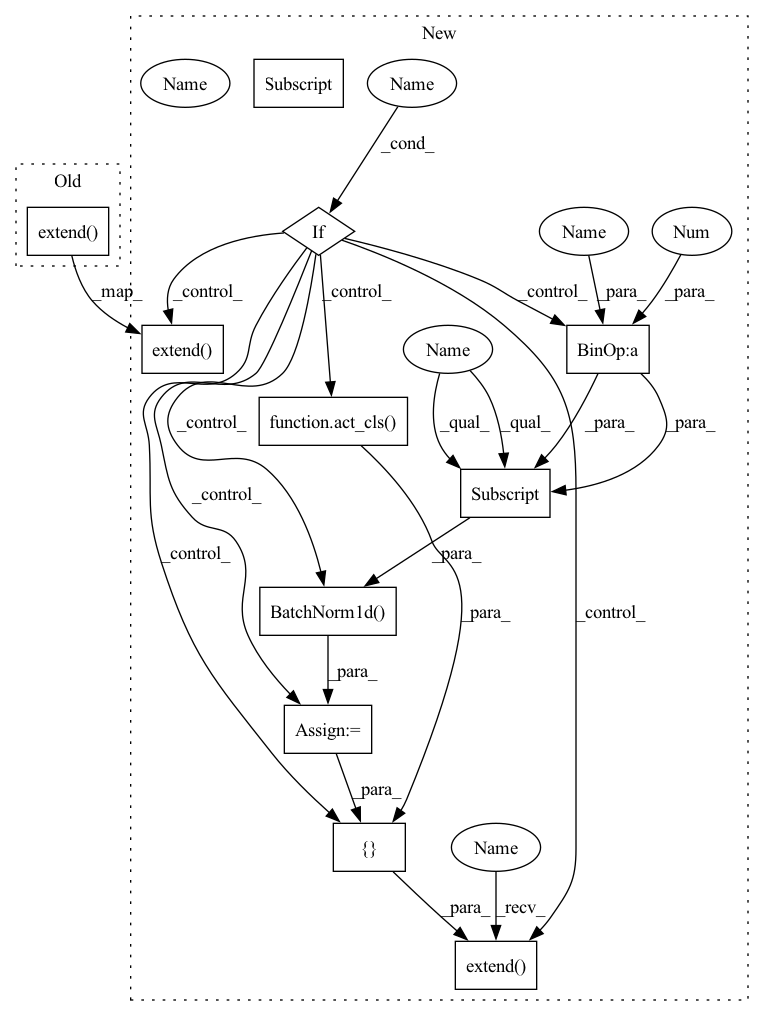 New
Name
Subscript
Name
_cond_
Old
extend()
If
Name
Num
_map_
_control_
_control_
_control_
_para_
_para_
extend()
Name
BinOp:a
function.act_cls()
_control_
_qual_
_qual_
_para_
_para_
Subscript
_control_
_control_
_para_
BatchNorm1d()
_para_
_control_
_para_
Assign:=
_para_
{}
Name
_para_
_recv_
extend()